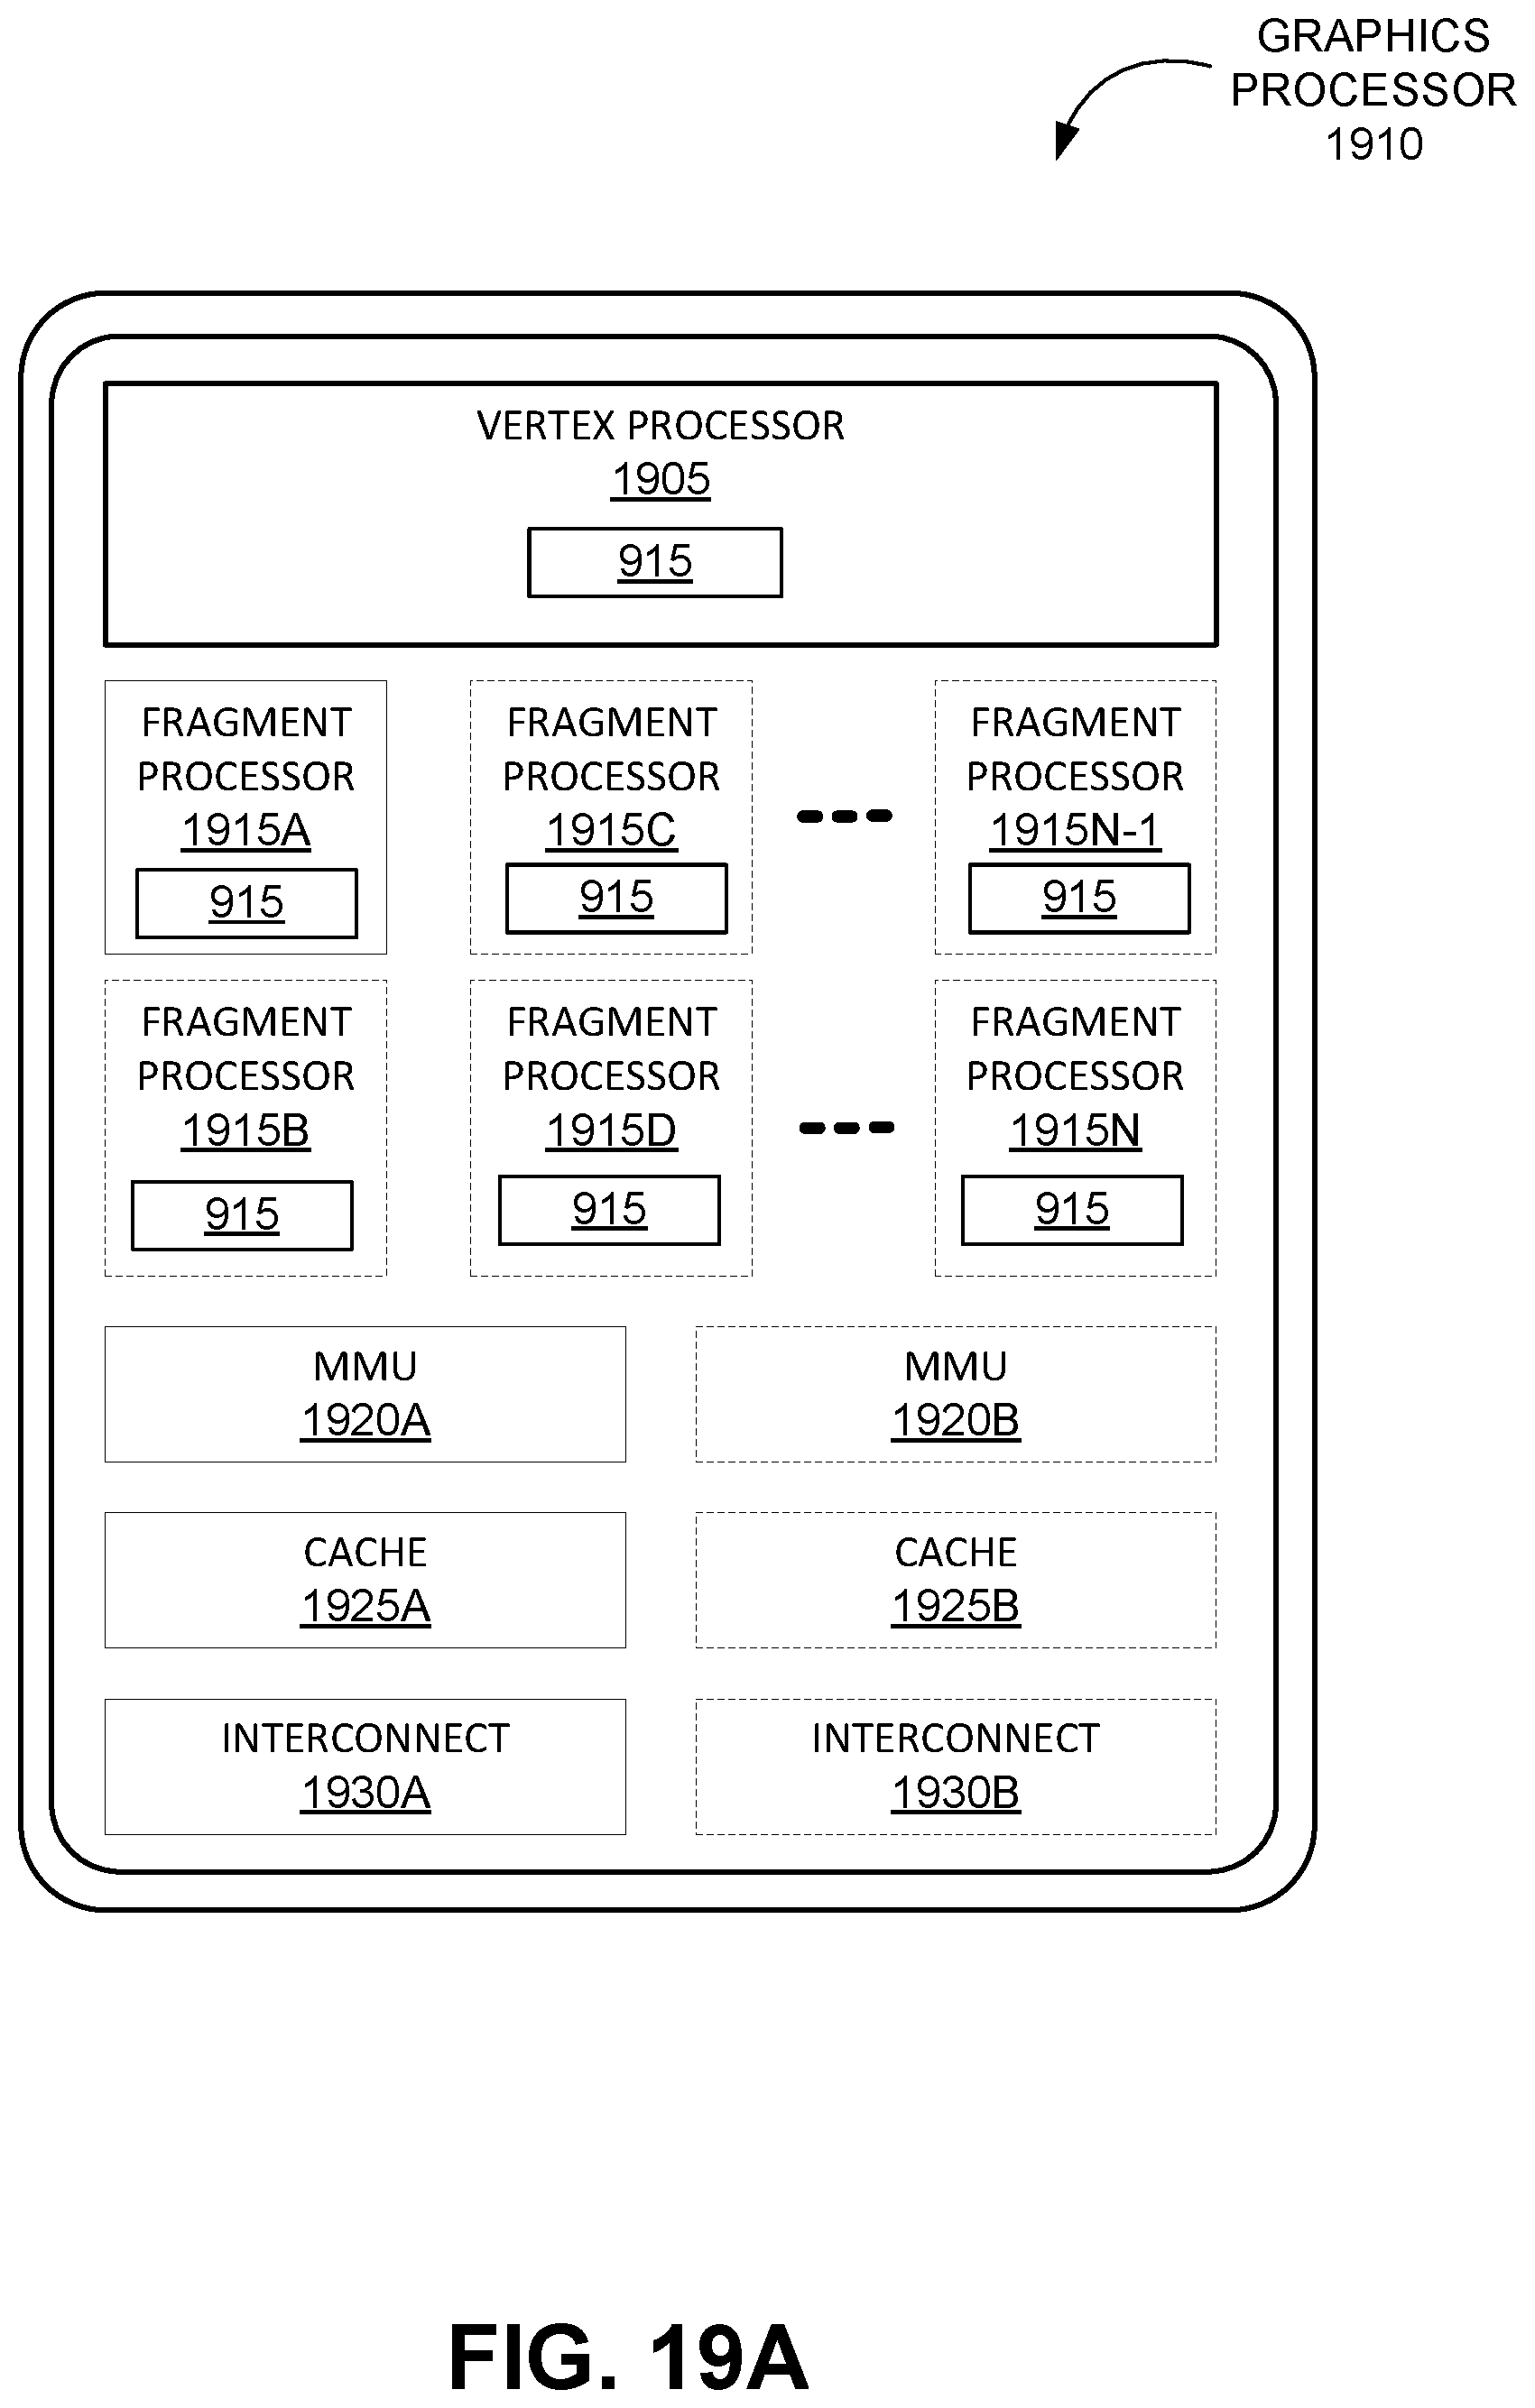 GRAPHICS
PROCESSOR
1910
VERTEX PROCESSOR
1905
915
FRAGMENT
PROCESSOR
1915A
915
FRAGMENT
PROCESSOR
1915C
915
FRAGMENT
PROCESSOR
1915N-1
915
FRAGMENT
PROCESSOR
1915B
915
FRAGMENT
PROCESSOR
1915D
915
FRAGMENT
PROCESSOR
1915N
915
MMU
1920A
MMU
1920B
CACHE
1925A
CACHE
1925B
INTERCONNECT
1930A
INTERCONNECT
1930B
FIG. 19A